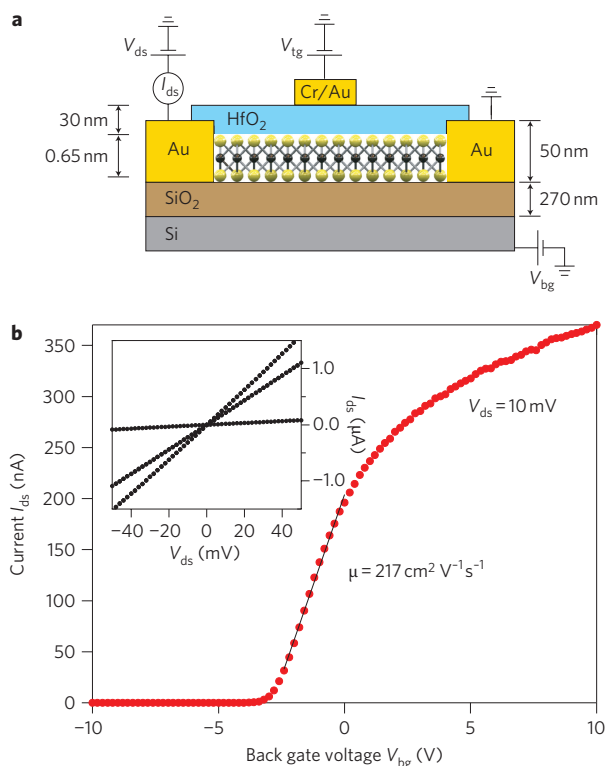 a
V_ds
V_tg
I_ds
Cr/Au
30 nm
HfO₂
0.65 nm
Au
Au
50 nm
SiO₂
270 nm
Si
V_bg
b
350
300
250
200
150
100
50
0
Current I_ds (nA)
1.0
0.0
−1.0
I_ds (μA)
−40 −20 0 20 40
V_ds (mV)
V_ds = 10 mV
μ = 217 cm² V⁻¹ s⁻¹
−10 −5 0 5 10
Back gate voltage V_bg (V)